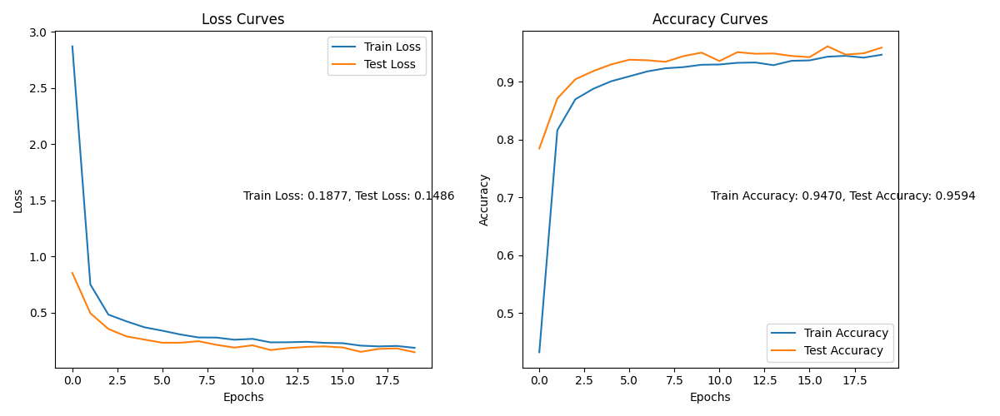 Loss Curves
3.0
2.5
2.0
1.5
1.0
0.5
Loss
Train Loss
Test Loss
Train Loss: 0.1877, Test Loss: 0.1486
0.0 2.5 5.0 7.5 10.0 12.5 15.0 17.5
Epochs
Accuracy Curves
0.9
0.8
0.7
0.6
0.5
Accuracy
Train Accuracy: 0.9470, Test Accuracy: 0.9594
Train Accuracy
Test Accuracy
0.0 2.5 5.0 7.5 10.0 12.5 15.0 17.5
Epochs